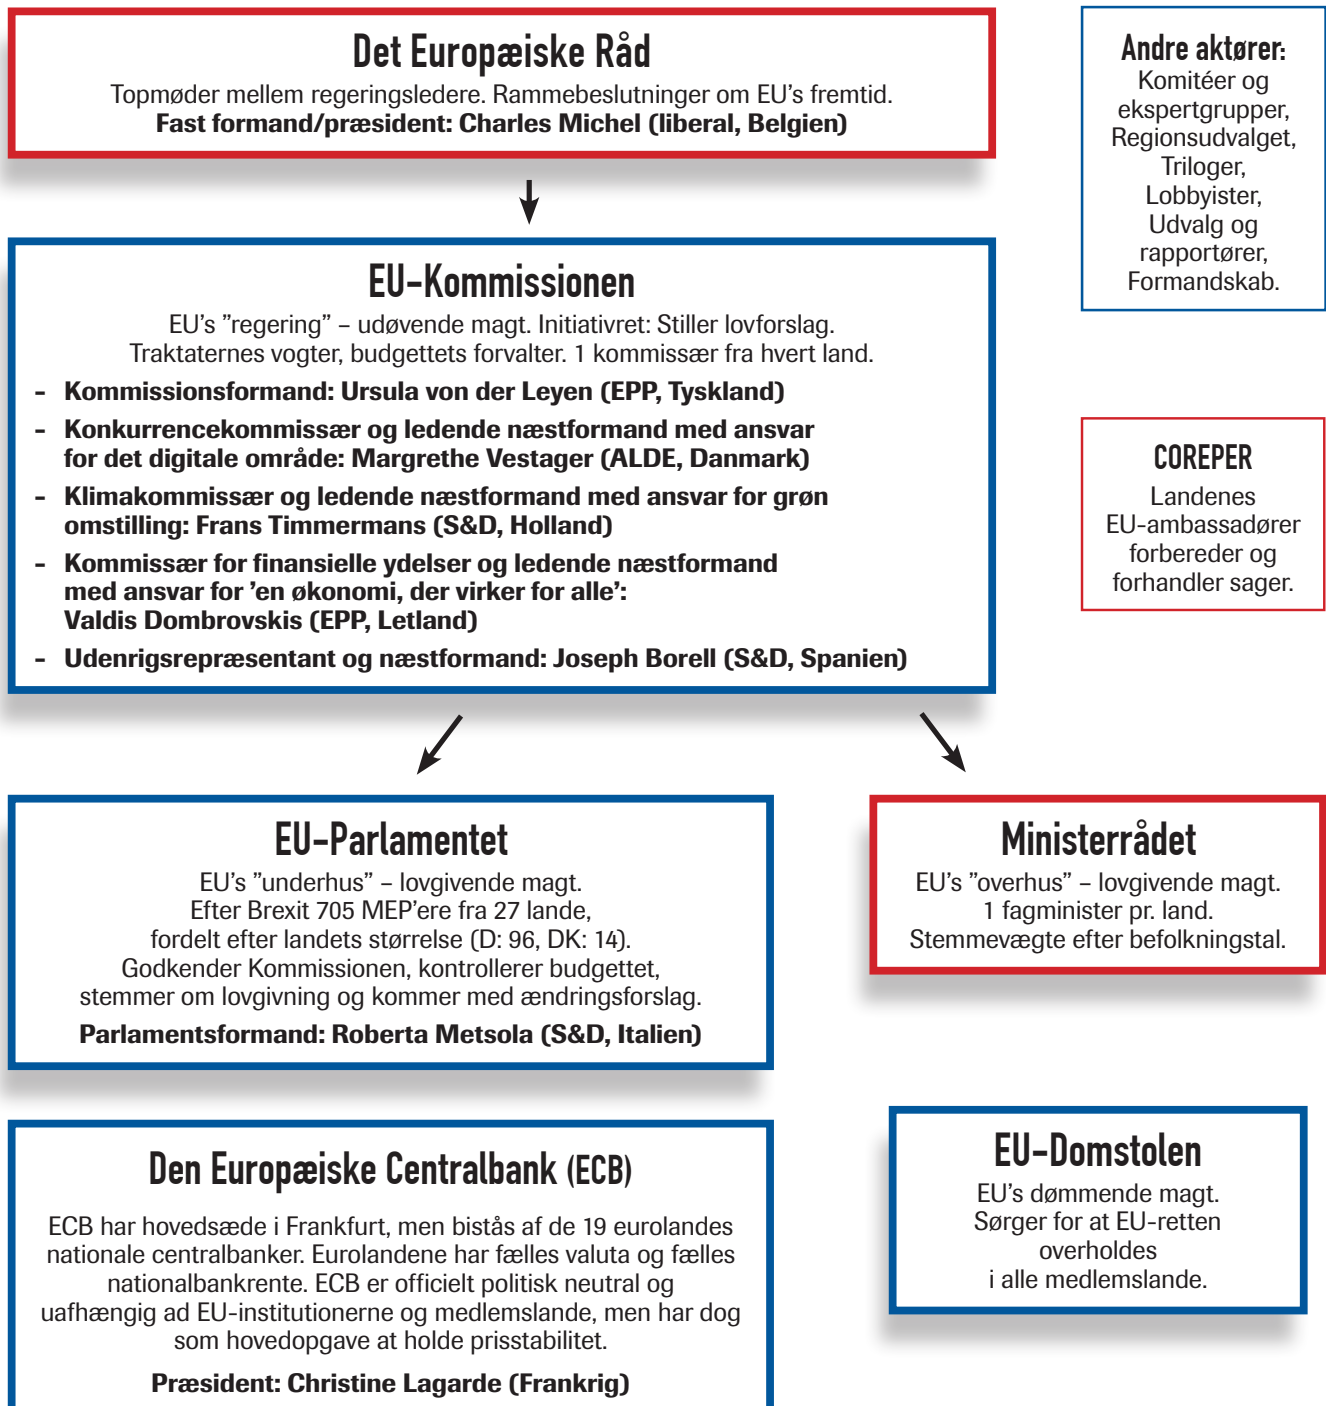 Det Europæiske Råd
Topmøder mellem regeringsledere. Rammebeslutninger om EU's fremtid.
Fast formand/præsident: Charles Michel (liberal, Belgien)
Andre aktører:
Komitéer og
ekspertgrupper,
Regionsudvalget,
Triloger,
Lobbyister,
Udvalg og
rapportører,
Formandskab.
EU-Kommissionen
EU's ”regering” – udøvende magt. Initiativret: Stiller lovforslag.
Traktaternes vogter, budgettets forvalter. 1 kommissær fra hvert land.
- Kommissionsformand: Ursula von der Leyen (EPP, Tyskland)
- Konkurrencekommissær og ledende næstformand med ansvar
for det digitale område: Margrethe Vestager (ALDE, Danmark)
- Klimakommissær og ledende næstformand med ansvar for grøn
omstilling: Frans Timmermans (S&D, Holland)
- Kommissær for finansielle ydelser og ledende næstformand
med ansvar for ’en økonomi, der virker for alle’:
Valdis Dombrovskis (EPP, Letland)
- Udenrigsrepræsentant og næstformand: Joseph Borell (S&D, Spanien)
COREPER
Landenes
EU-ambassadører
forbereder og
forhandler sager.
EU-Parlamentet
EU's ”underhus” – lovgivende magt.
Efter Brexit 705 MEP’ere fra 27 lande,
fordelt efter landets størrelse (D: 96, DK: 14).
Godkender Kommissionen, kontrollerer budgettet,
stemmer om lovgivning og kommer med ændringsforslag.
Parlamentsformand: Roberta Metsola (S&D, Italien)
Ministerrådet
EU's ”overhus” – lovgivende magt.
1 fagminister pr. land.
Stemmevægte efter befolkningstal.
Den Europæiske Centralbank (ECB)
ECB har hovedsæde i Frankfurt, men bistås af de 19 eurolandes
nationale centralbanker. Eurolandene har fælles valuta og fælles
nationalbankrente. ECB er officielt politisk neutral og
uafhængig ad EU-institutionerne og medlemslande, men har dog
som hovedopgave at holde prisstabilitet.
Præsident: Christine Lagarde (Frankrig)
EU-Domstolen
EU's dømmende magt.
Sørger for at EU-retten
overholdes
i alle medlemslande.